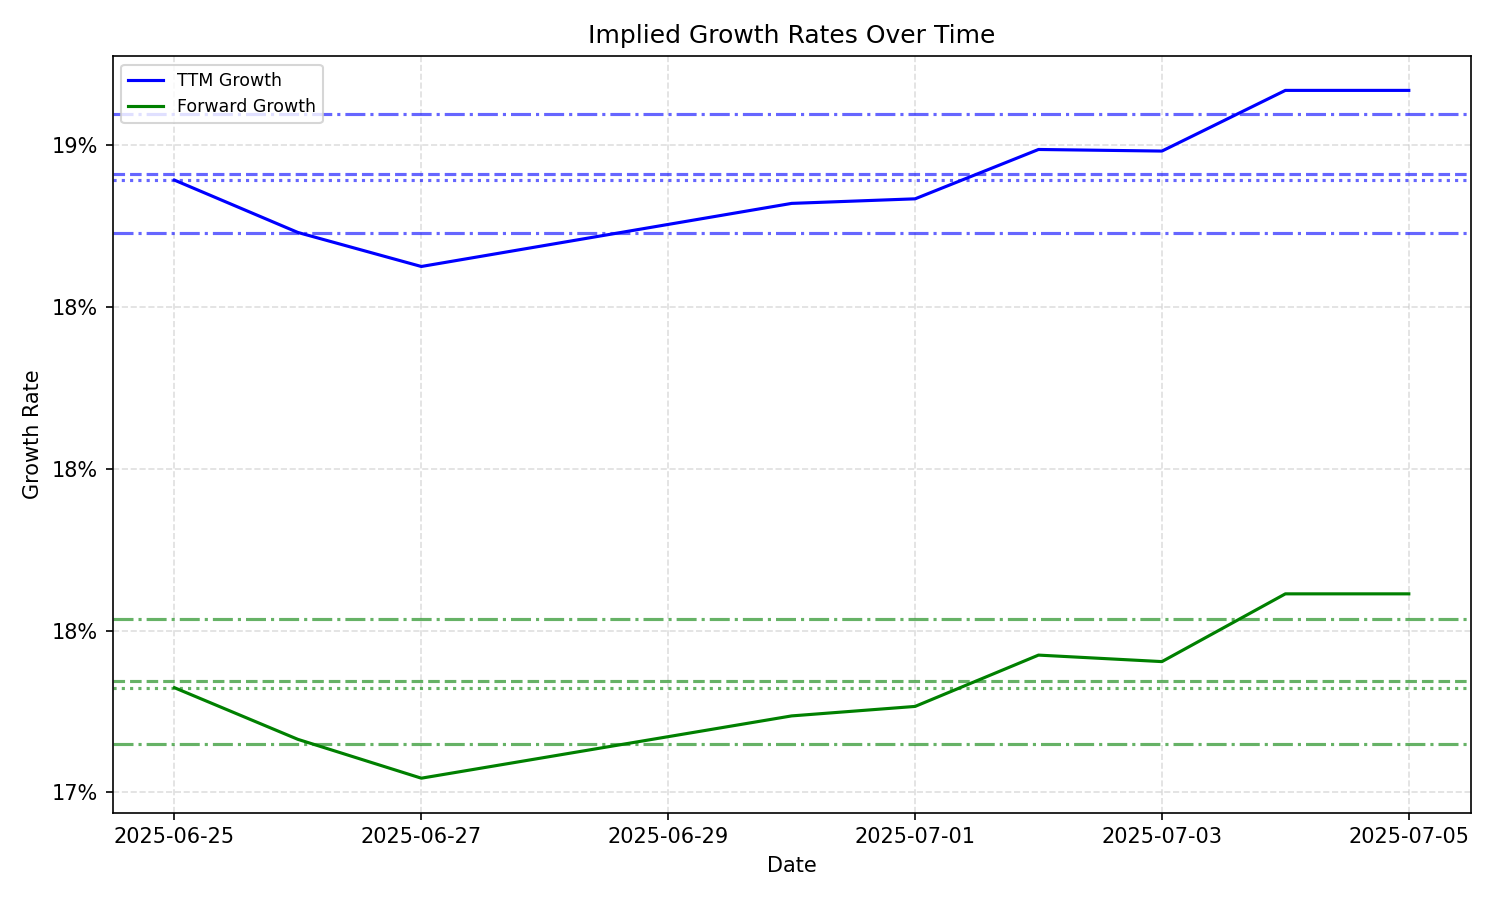 Implied Growth Rates Over Time
TTM Growth
Forward Growth
19%
18%
18%
18%
17%
Growth Rate
2025-06-25
2025-06-27
2025-06-29
2025-07-01
2025-07-03
2025-07-05
Date